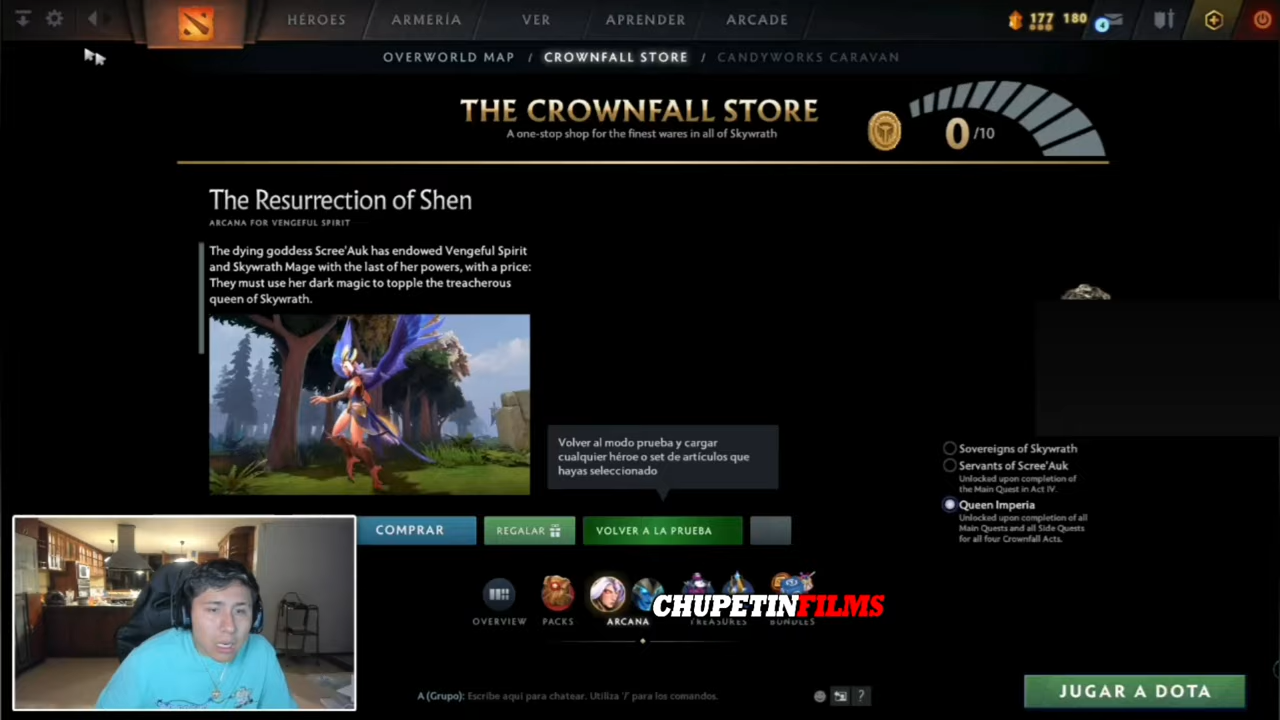 HÉROES
ARMERÍA
VER
APRENDER
ARCADE
177
180
4
OVERWORLD MAP / CROWNFALL STORE / CANDYWORKS CARAVAN
THE CROWNFALL STORE
A one-stop shop for the finest wares in all of Skywrath
0/10
The Resurrection of Shen
ARCANA FOR VENGEFUL SPIRIT
The dying goddess Scree'Auk has endowed Vengeful Spirit
and Skywrath Mage with the last of her powers, with a price:
They must use her dark magic to topple the treacherous
queen of Skywrath.
Volver al modo prueba y cargar
cualquier héroe o set de artículos que
hayas seleccionado
Sovereigns of Skywrath
Servants of Scree'Auk
Unlocked upon completion of
the Main Quest in Act IV.
Queen Imperia
Unlocked upon completion of all
Main Quests and all Side Quests
for all four Crownfall Acts.
COMPRAR
REGALAR
VOLVER A LA PRUEBA
CHUPETINFILMS
OVERVIEW
PACKS
ARCANA
TREASURES
BUNDLES
A (Grupo): Escribe aquí para chatear. Utiliza '/' para los comandos.
?
JUGAR A DOTA